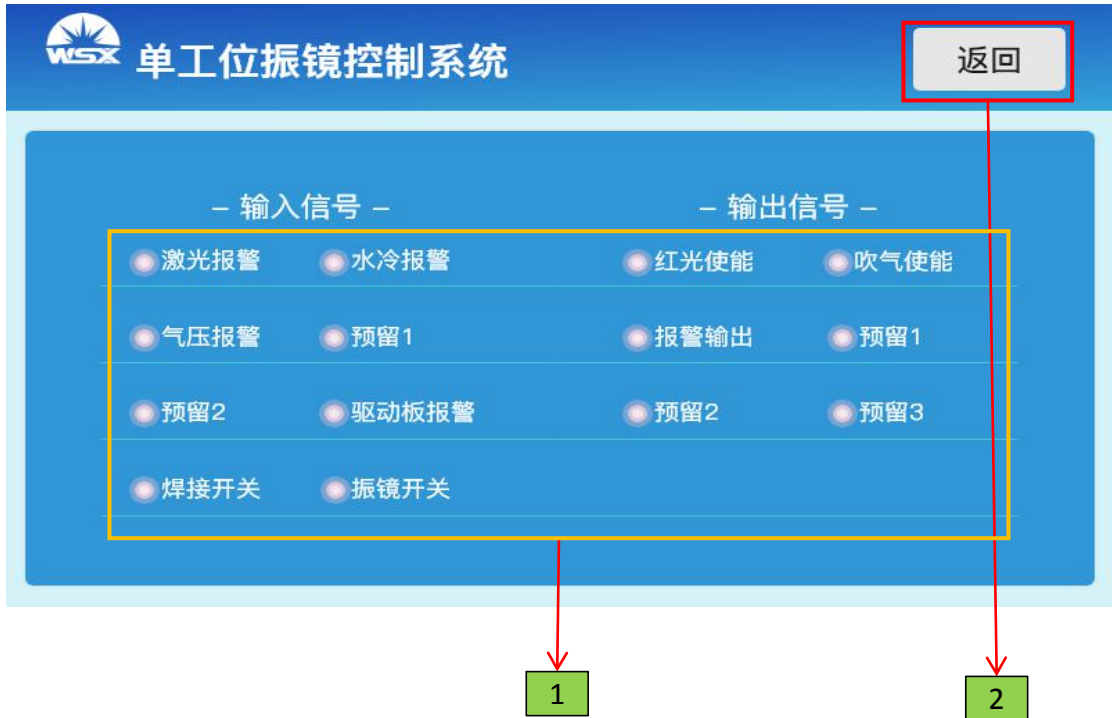 WSX 单工位振镜控制系统 返回
– 输入信号 – – 输出信号 –
激光报警 水冷报警 红光使能 吹气使能
气压报警 预留1 报警输出 预留1
预留2 驱动板报警 预留2 预留3
焊接开关 振镜开关
1 2